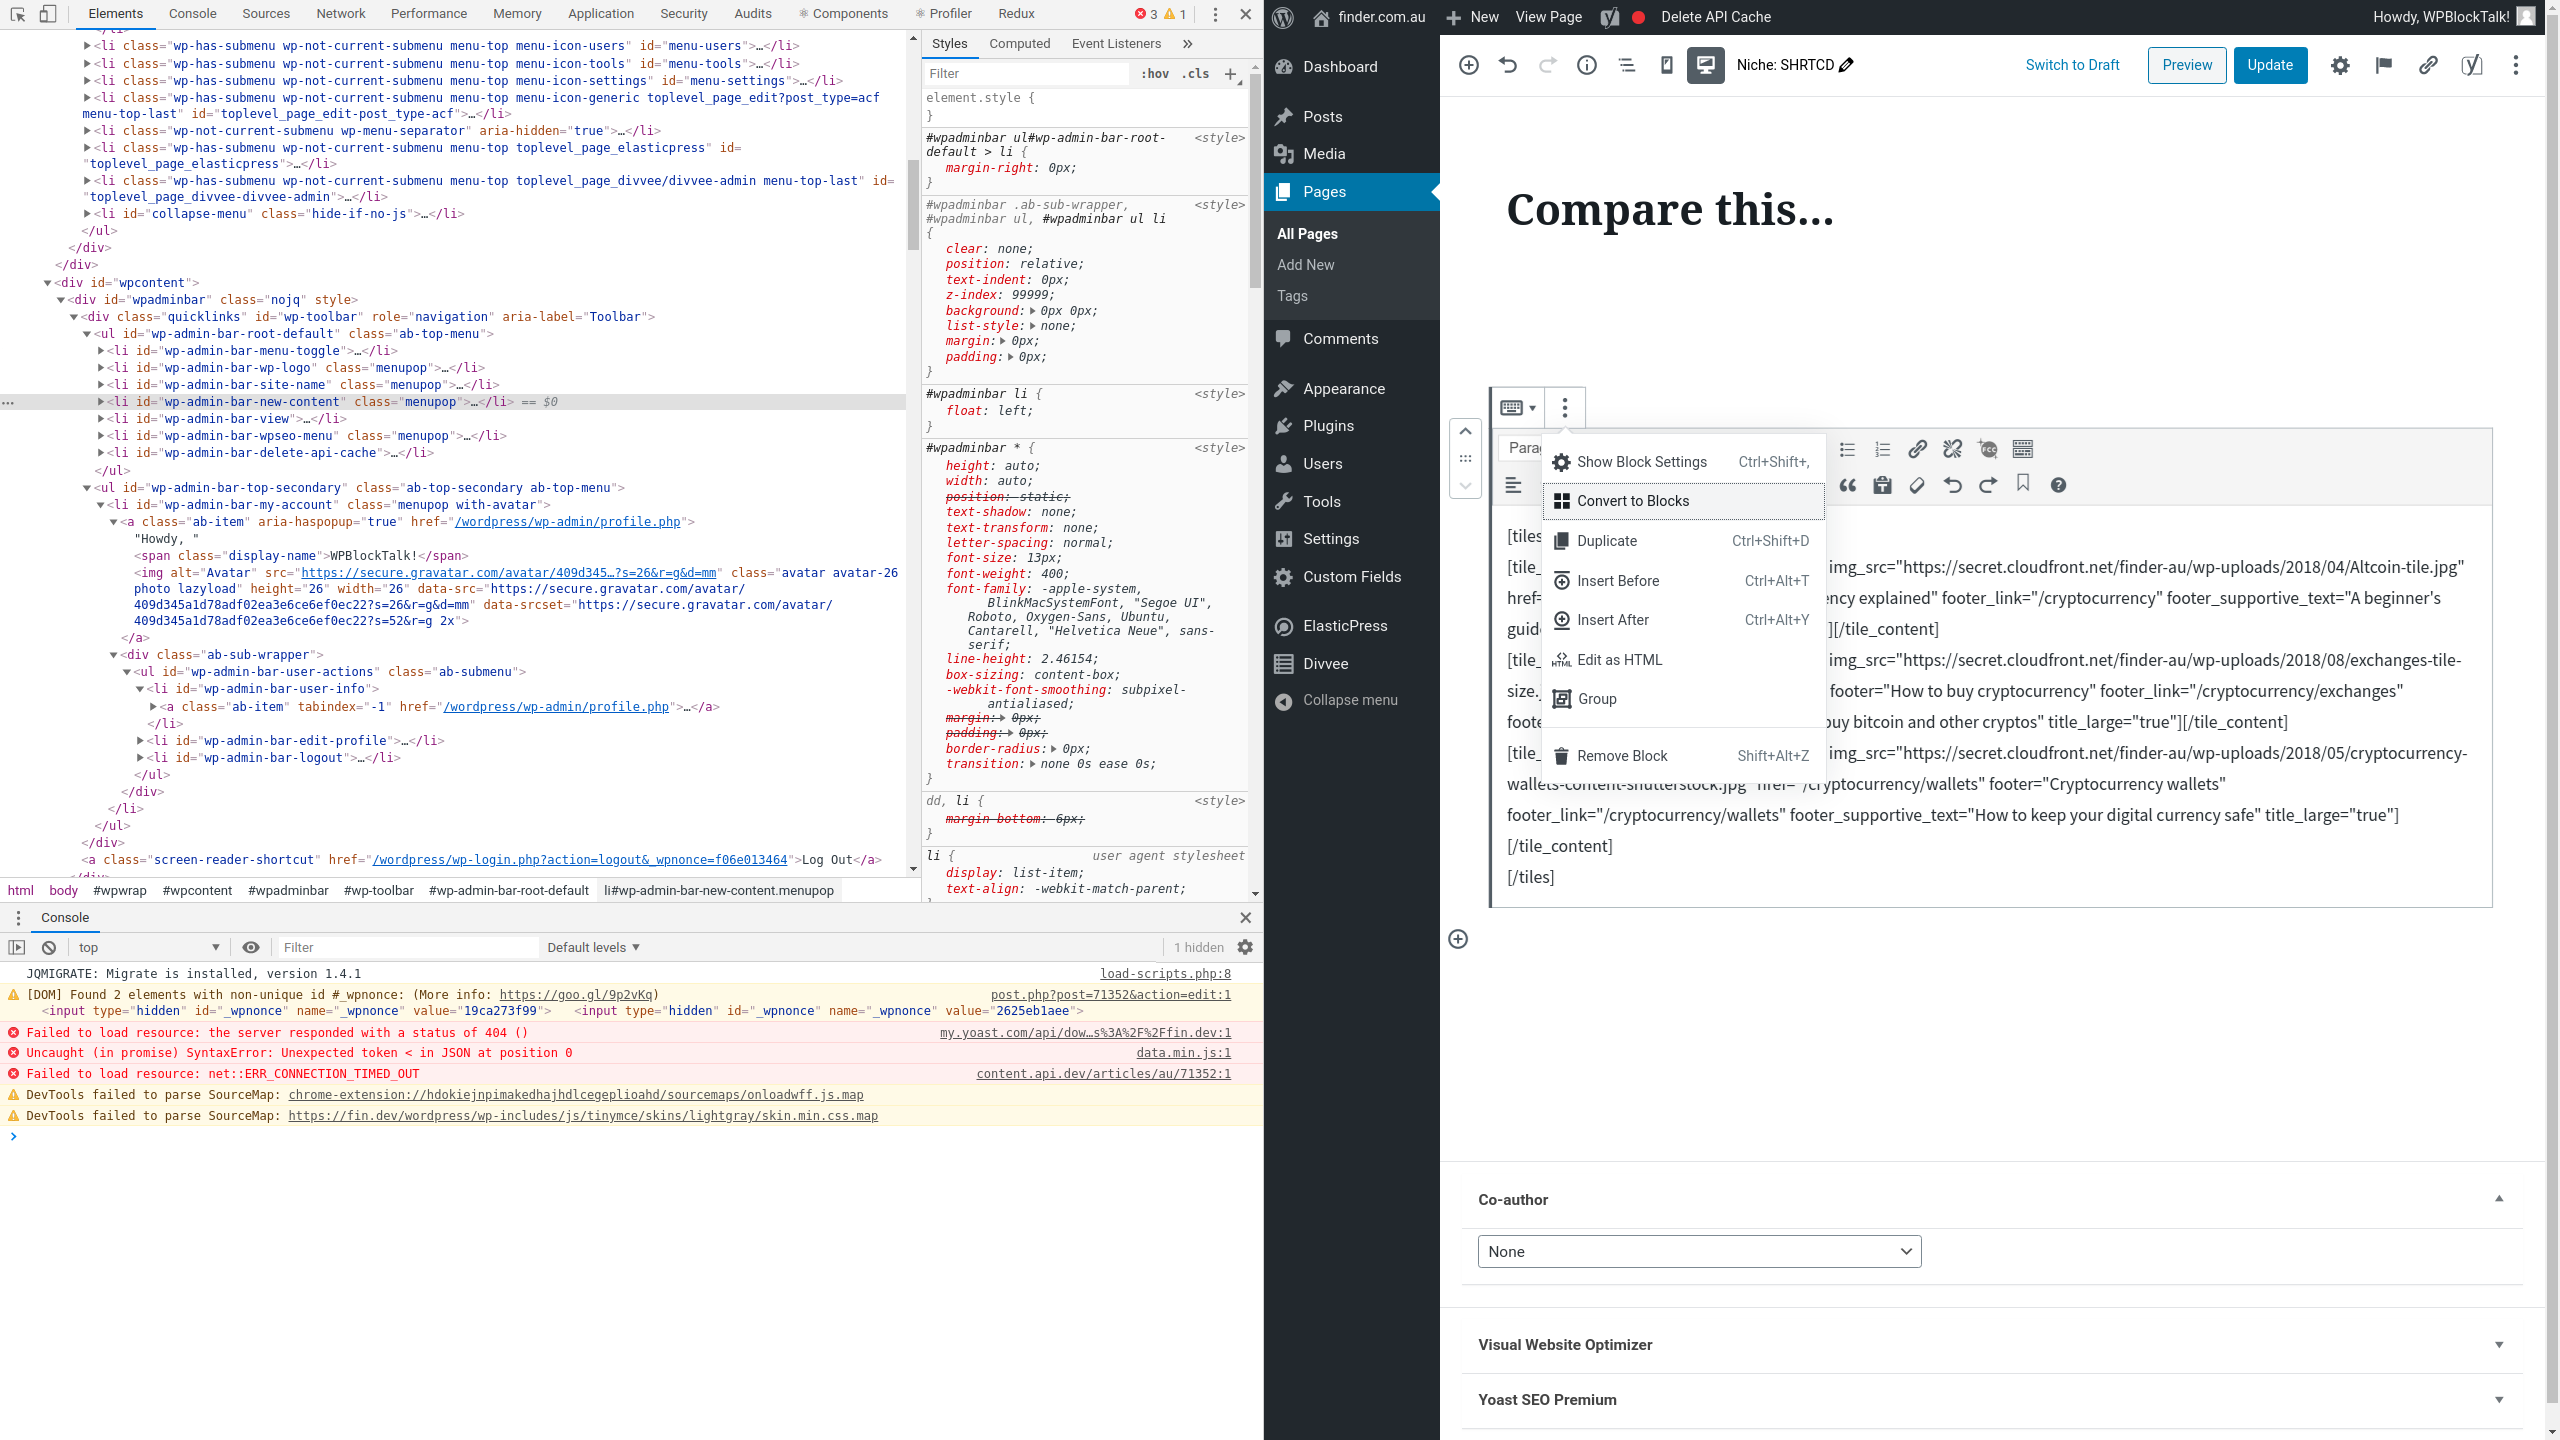 Elements Console Sources Network Performance Memory Application Security Audits Components Profiler Redux 3 1
</li>
<li class="wp-has-submenu wp-not-current-submenu menu-top menu-icon-users" id="menu-users">…</li>
<li class="wp-has-submenu wp-not-current-submenu menu-top menu-icon-tools" id="menu-tools">…</li>
<li class="wp-has-submenu wp-not-current-submenu menu-top menu-icon-settings" id="menu-settings">…</li>
<li class="wp-has-submenu wp-not-current-submenu menu-top menu-icon-generic toplevel_page_edit?post_type=acf
menu-top-last" id="toplevel_page_edit-post_type-acf">…</li>
<li class="wp-not-current-submenu wp-menu-separator" aria-hidden="true">…</li>
<li class="wp-has-submenu wp-not-current-submenu menu-top toplevel_page_elasticpress" id=
"toplevel_page_elasticpress">…</li>
<li class="wp-has-submenu wp-not-current-submenu menu-top toplevel_page_divvee/divvee-admin menu-top-last" id=
"toplevel_page_divvee-divvee-admin">…</li>
<li id="collapse-menu" class="hide-if-no-js">…</li>
</ul>
</div>
</div>
<div id="wpcontent">
<div id="wpadminbar" class="nojq" style>
<div class="quicklinks" id="wp-toolbar" role="navigation" aria-label="Toolbar">
<ul id="wp-admin-bar-root-default" class="ab-top-menu">
<li id="wp-admin-bar-menu-toggle">…</li>
<li id="wp-admin-bar-wp-logo" class="menupop">…</li>
<li id="wp-admin-bar-site-name" class="menupop">…</li>
<li id="wp-admin-bar-new-content" class="menupop">…</li> == $0
<li id="wp-admin-bar-view">…</li>
<li id="wp-admin-bar-wpseo-menu" class="menupop">…</li>
<li id="wp-admin-bar-delete-api-cache">…</li>
</ul>
<ul id="wp-admin-bar-top-secondary" class="ab-top-secondary ab-top-menu">
<li id="wp-admin-bar-my-account" class="menupop with-avatar">
<a class="ab-item" aria-haspopup="true" href="/wordpress/wp-admin/profile.php">
"Howdy, "
<span class="display-name">WPBlockTalk!</span>
<img alt="Avatar" src="https://secure.gravatar.com/avatar/409d345…?s=26&r=g&d=mm" class="avatar avatar-26
photo lazyload" height="26" width="26" data-src="https://secure.gravatar.com/avatar/
409d345a1d78adf02ea3e6ce6ef0ec22?s=26&r=g&d=mm" data-srcset="https://secure.gravatar.com/avatar/
409d345a1d78adf02ea3e6ce6ef0ec22?s=52&r=g 2x">
</a>
<div class="ab-sub-wrapper">
<ul id="wp-admin-bar-user-actions" class="ab-submenu">
<li id="wp-admin-bar-user-info">
<a class="ab-item" tabindex="-1" href="/wordpress/wp-admin/profile.php">…</a>
</li>
<li id="wp-admin-bar-edit-profile">…</li>
<li id="wp-admin-bar-logout">…</li>
</ul>
</div>
</li>
</ul>
</div>
<a class="screen-reader-shortcut" href="/wordpress/wp-login.php?action=logout&_wpnonce=f06e013464">Log Out</a>
</div>
html body #wpwrap #wpcontent #wpadminbar #wp-toolbar #wp-admin-bar-root-default li#wp-admin-bar-new-content.menupop
Styles Computed Event Listeners »
Filter :hov .cls +
element.style {
}
#wpadminbar ul#wp-admin-bar-root- <style>
default > li {
margin-right: 0px;
}
#wpadminbar .ab-sub-wrapper, <style>
#wpadminbar ul, #wpadminbar ul li
{
clear: none;
position: relative;
text-indent: 0px;
z-index: 99999;
background: 0px 0px;
list-style: none;
margin: 0px;
padding: 0px;
}
#wpadminbar li { <style>
float: left;
}
#wpadminbar * { <style>
height: auto;
width: auto;
position: static;
text-shadow: none;
text-transform: none;
letter-spacing: normal;
font-size: 13px;
font-weight: 400;
font-family: -apple-system,
BlinkMacSystemFont, "Segoe UI",
Roboto, Oxygen-Sans, Ubuntu,
Cantarell, "Helvetica Neue", sans-
serif;
line-height: 2.46154;
box-sizing: content-box;
-webkit-font-smoothing: subpixel-
antialiased;
margin: 0px;
padding: 0px;
border-radius: 0px;
transition: none 0s ease 0s;
}
dd, li { <style>
margin-bottom: 6px;
}
li { user agent stylesheet
display: list-item;
text-align: -webkit-match-parent;
}
Console
top Filter Default levels 1 hidden
JQMIGRATE: Migrate is installed, version 1.4.1 load-scripts.php:8
[DOM] Found 2 elements with non-unique id #_wpnonce: (More info: https://goo.gl/9p2vKq) post.php?post=71352&action=edit:1
<input type="hidden" id="_wpnonce" name="_wpnonce" value="19ca273f99"> <input type="hidden" id="_wpnonce" name="_wpnonce" value="2625eb1aee">
Failed to load resource: the server responded with a status of 404 () my.yoast.com/api/dow…s%3A%2F%2Ffin.dev:1
Uncaught (in promise) SyntaxError: Unexpected token < in JSON at position 0 data.min.js:1
Failed to load resource: net::ERR_CONNECTION_TIMED_OUT content.api.dev/articles/au/71352:1
DevTools failed to parse SourceMap: chrome-extension://hdokiejnpimakedhajhdlcegeplioahd/sourcemaps/onloadwff.js.map
DevTools failed to parse SourceMap: https://fin.dev/wordpress/wp-includes/js/tinymce/skins/lightgray/skin.min.css.map
finder.com.au New View Page Delete API Cache Howdy, WPBlockTalk!
Dashboard
Posts
Media
Pages
All Pages
Add New
Tags
Comments
Appearance
Plugins
Users
Tools
Settings
Custom Fields
ElasticPress
Divvee
Collapse menu
Niche: SHRTCD Switch to Draft Preview Update
Compare this...
Parag
Show Block Settings Ctrl+Shift+,
Convert to Blocks
Duplicate Ctrl+Shift+D
Insert Before Ctrl+Alt+T
Insert After Ctrl+Alt+Y
Edit as HTML
Group
Remove Block Shift+Alt+Z
[tiles
[tile_ img_src="https://secret.cloudfront.net/finder-au/wp-uploads/2018/04/Altcoin-tile.jpg"
href= ncy explained" footer_link="/cryptocurrency" footer_supportive_text="A beginner's
guid "][/tile_content]
[tile_ img_src="https://secret.cloudfront.net/finder-au/wp-uploads/2018/08/exchanges-tile-
size. footer="How to buy cryptocurrency" footer_link="/cryptocurrency/exchanges"
foote buy bitcoin and other cryptos" title_large="true"][/tile_content]
[tile_ img_src="https://secret.cloudfront.net/finder-au/wp-uploads/2018/05/cryptocurrency-
wallets-content-shutterstock.jpg" href="/cryptocurrency/wallets" footer="Cryptocurrency wallets"
footer_link="/cryptocurrency/wallets" footer_supportive_text="How to keep your digital currency safe" title_large="true"]
[/tile_content]
[/tiles]
Co-author
None
Visual Website Optimizer
Yoast SEO Premium